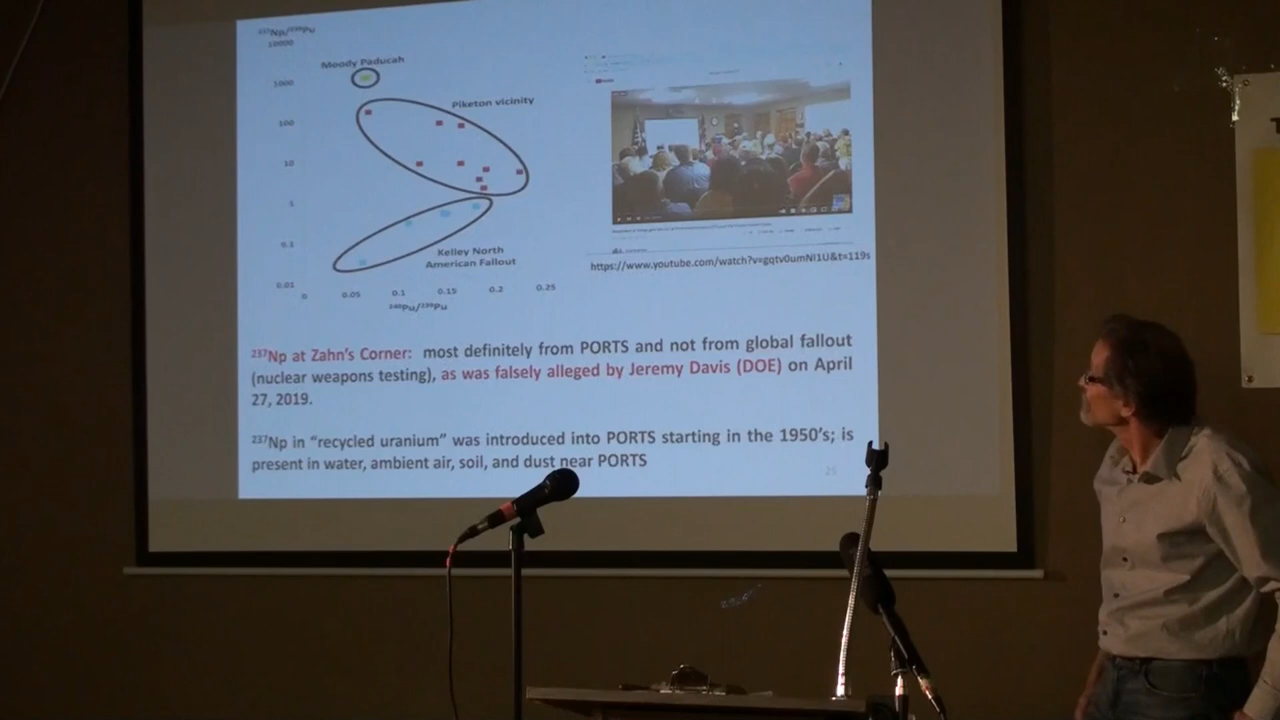 ²³⁷Np/²³⁹Pu
10000
Moody Paducah
1000
Piketon vicinity
100
10
1
0.1
Kelley North
American Fallout
0.01
0 0.05 0.1 0.15 0.2 0.25
²⁴⁰Pu/²³⁹Pu
https://www.youtube.com/watch?v=gqtv0umNI1U&t=119s
²³⁷Np at Zahn's Corner: most definitely from PORTS and not from global fallout
(nuclear weapons testing), as was falsely alleged by Jeremy Davis (DOE) on April
27, 2019.
²³⁷Np in "recycled uranium" was introduced into PORTS starting in the 1950's; is
present in water, ambient air, soil, and dust near PORTS